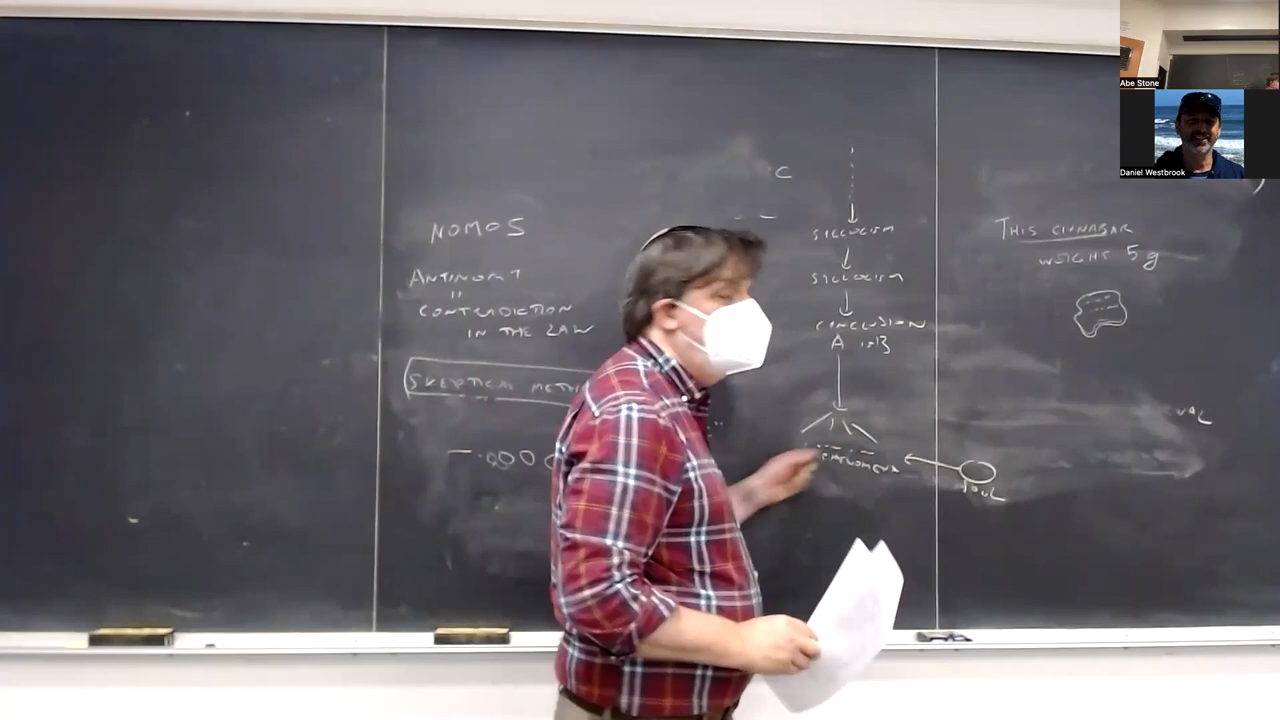 NOMOS
ANTINOMY
"
CONTRADICTION
IN THE LAW
SKEPTICAL METH
C
SYLLOGISM
SYLLOGISM
CONCLUSION
A is B
PHENOMENA
SOUL
THIS CINNABAR
WEIGHS 5g
Abe Stone
Daniel Westbrook